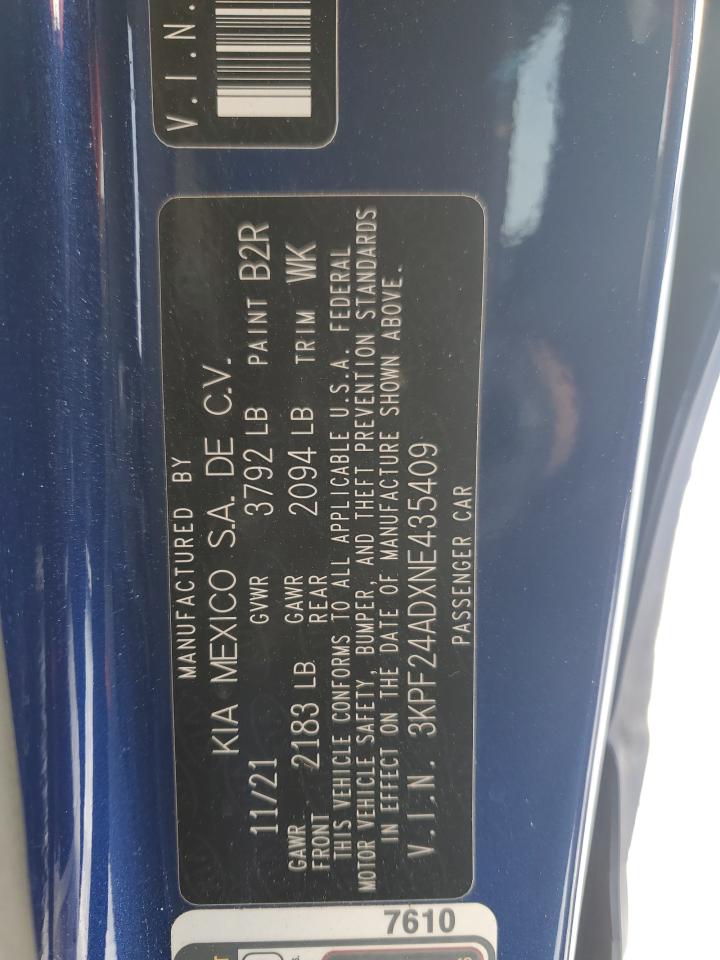 MANUFACTURED BY
KIA MEXICO S.A. DE C.V.
11/21 GVWR 3792 LB PAINT B2R
GAWR FRONT 2183 LB GAWR REAR 2094 LB TRIM WK
THIS VEHICLE CONFORMS TO ALL APPLICABLE U.S.A. FEDERAL
MOTOR VEHICLE SAFETY, BUMPER, AND THEFT PREVENTION STANDARDS
IN EFFECT ON THE DATE OF MANUFACTURE SHOWN ABOVE.
V.I.N. 3KPF24ADXNE435409
PASSENGER CAR
V.I.N.
7610